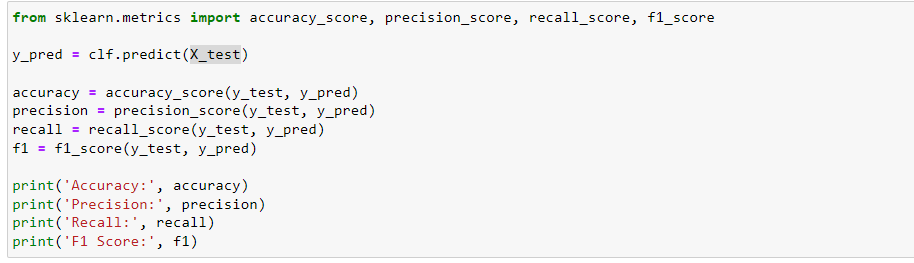 from sklearn.metrics import accuracy_score, precision_score, recall_score, f1_score
y_pred = clf.predict(X_test)
accuracy = accuracy_score(y_test, y_pred)
precision = precision_score(y_test, y_pred)
recall = recall_score(y_test, y_pred)
f1 = f1_score(y_test, y_pred)
print('Accuracy:', accuracy)
print('Precision:', precision)
print('Recall:', recall)
print('F1 Score:', f1)